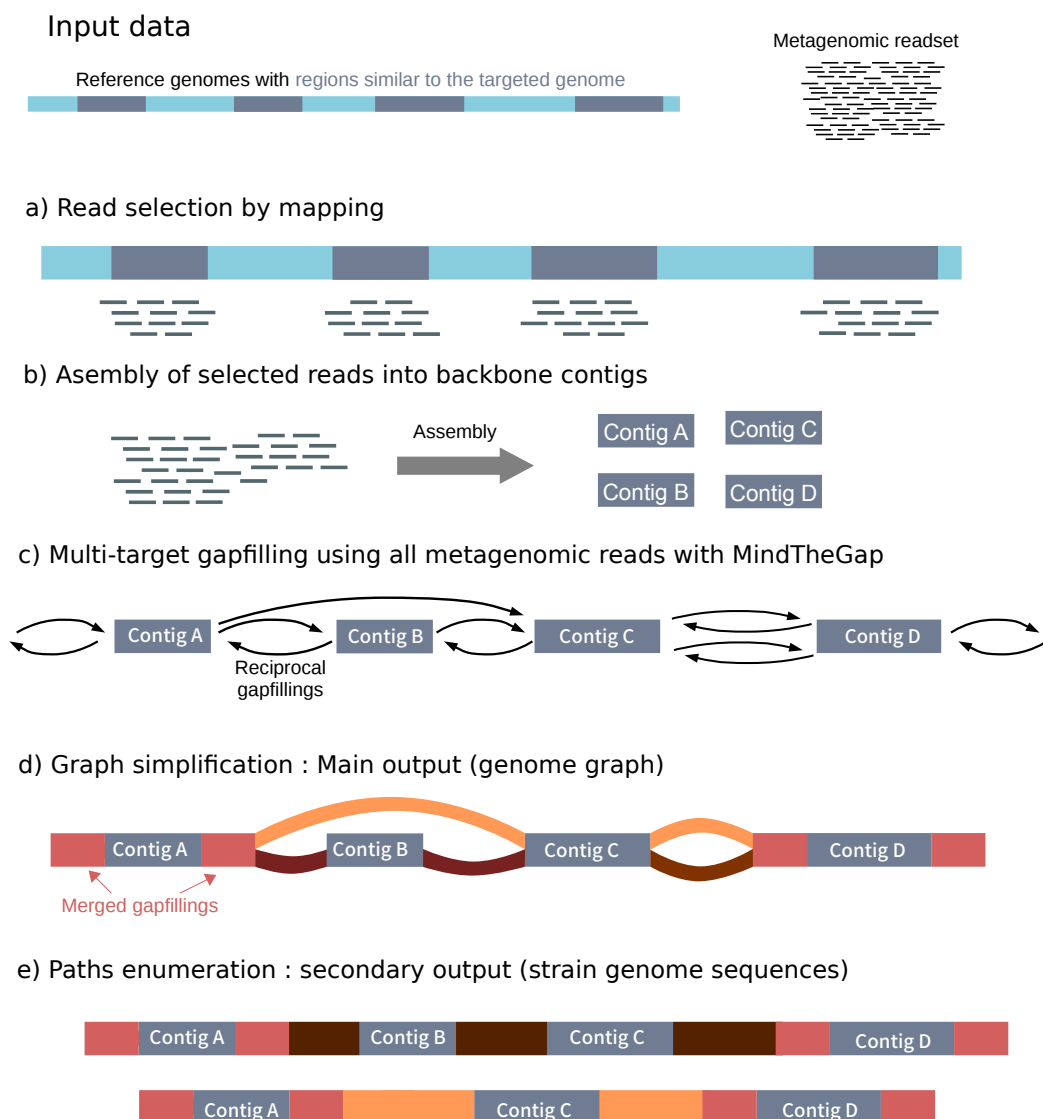 Input data
Metagenomic readset
Reference genomes with regions similar to the targeted genome
a) Read selection by mapping
b) Asembly of selected reads into backbone contigs
Assembly
Contig A
Contig C
Contig B
Contig D
c) Multi-target gapfilling using all metagenomic reads with MindTheGap
Contig A
Contig B
Contig C
Contig D
Reciprocal
gapfillings
d) Graph simplification : Main output (genome graph)
Contig A
Contig B
Contig C
Contig D
Merged gapfillings
e) Paths enumeration : secondary output (strain genome sequences)
Contig A
Contig B
Contig C
Contig D
Contig A
Contig C
Contig D